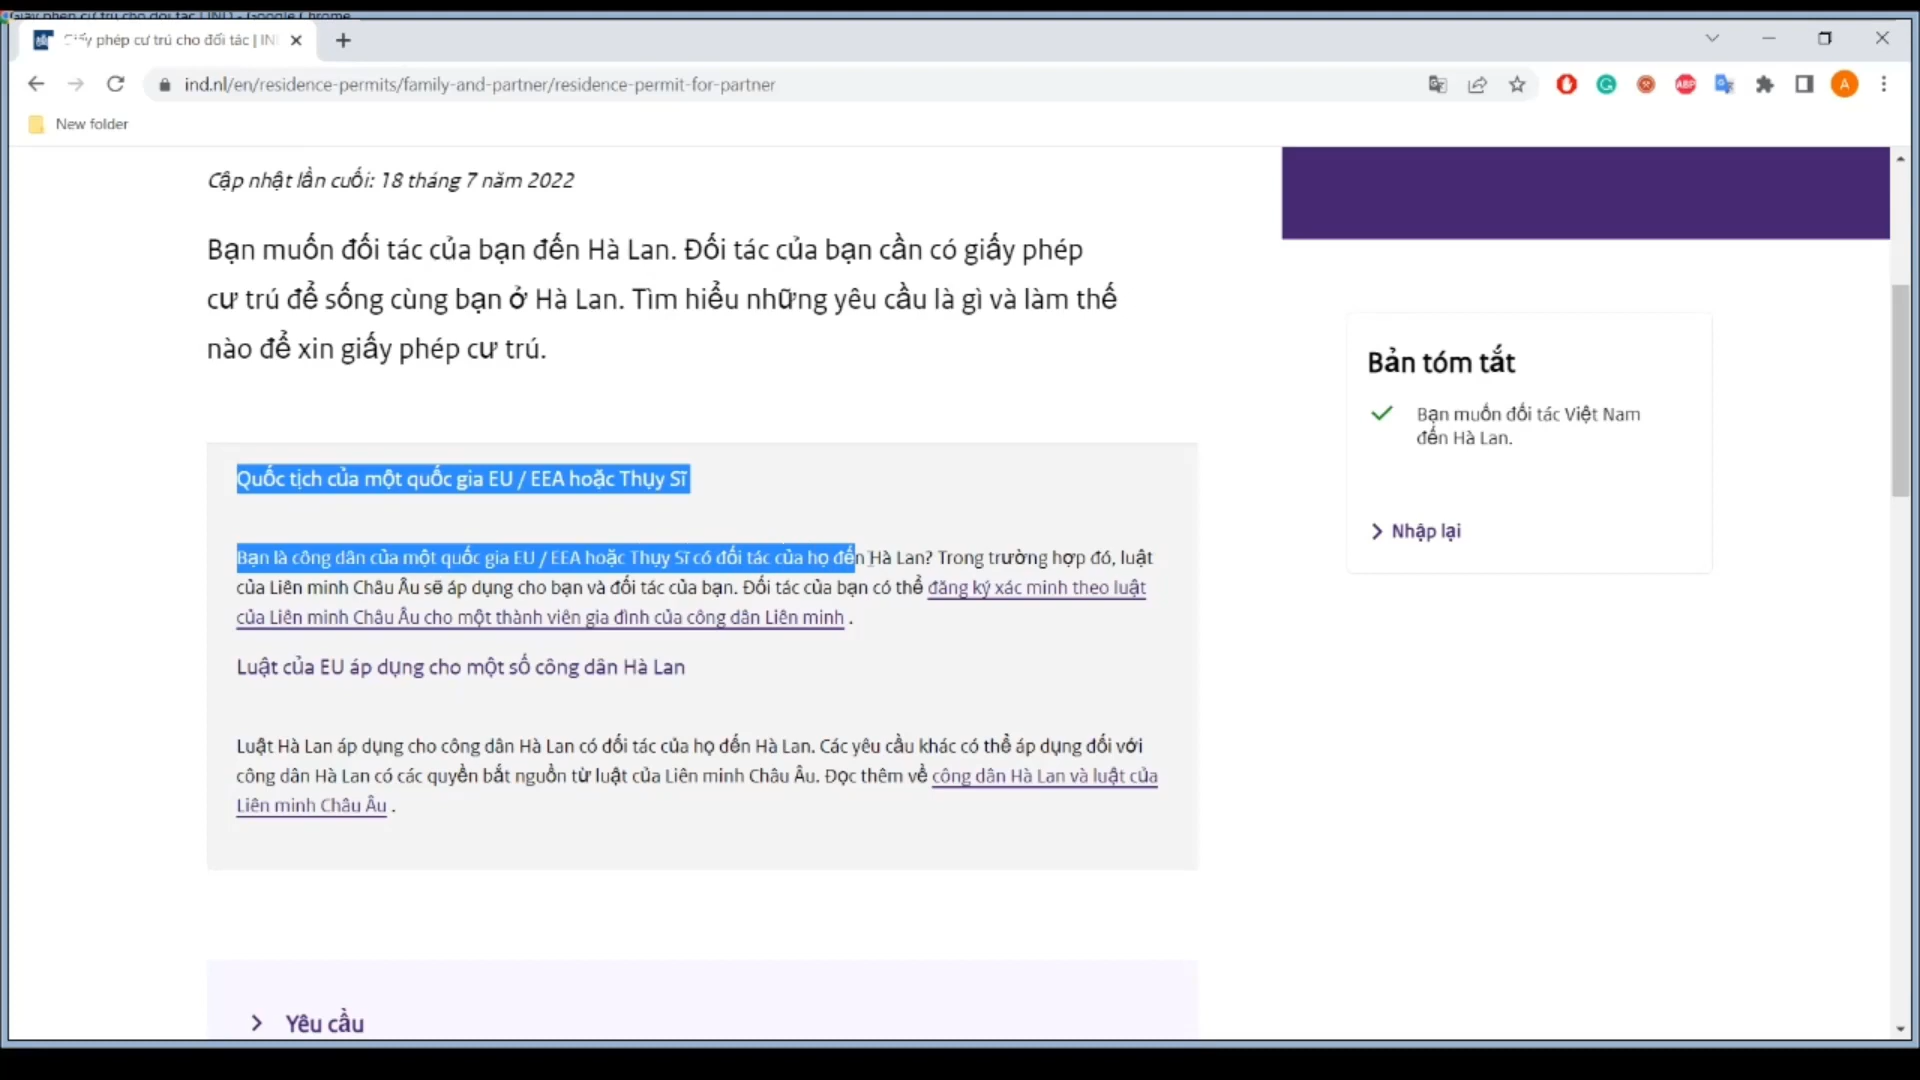 Giấy phép cư trú cho đối tác | IND - Google Chrome
phép cư trú cho đối tác | IN
ind.nl/en/residence-permits/family-and-partner/residence-permit-for-partner
ABP
A
New folder
Cập nhật lần cuối: 18 tháng 7 năm 2022
Bạn muốn đối tác của bạn đến Hà Lan. Đối tác của bạn cần có giấy phép
cư trú để sống cùng bạn ở Hà Lan. Tìm hiểu những yêu cầu là gì và làm thế
nào để xin giấy phép cư trú.
Bản tóm tắt
Bạn muốn đối tác Việt Nam
đến Hà Lan.
Nhập lại
Quốc tịch của một quốc gia EU / EEA hoặc Thụy Sĩ
Bạn là công dân của một quốc gia EU / EEA hoặc Thụy Sĩ có đối tác của họ đến Hà Lan? Trong trường hợp đó, luật
của Liên minh Châu Âu sẽ áp dụng cho bạn và đối tác của bạn. Đối tác của bạn có thể đăng ký xác minh theo luật
của Liên minh Châu Âu cho một thành viên gia đình của công dân Liên minh .
Luật của EU áp dụng cho một số công dân Hà Lan
Luật Hà Lan áp dụng cho công dân Hà Lan có đối tác của họ đến Hà Lan. Các yêu cầu khác có thể áp dụng đối với
công dân Hà Lan có các quyền bắt nguồn từ luật của Liên minh Châu Âu. Đọc thêm về công dân Hà Lan và luật của
Liên minh Châu Âu .
Yêu cầu